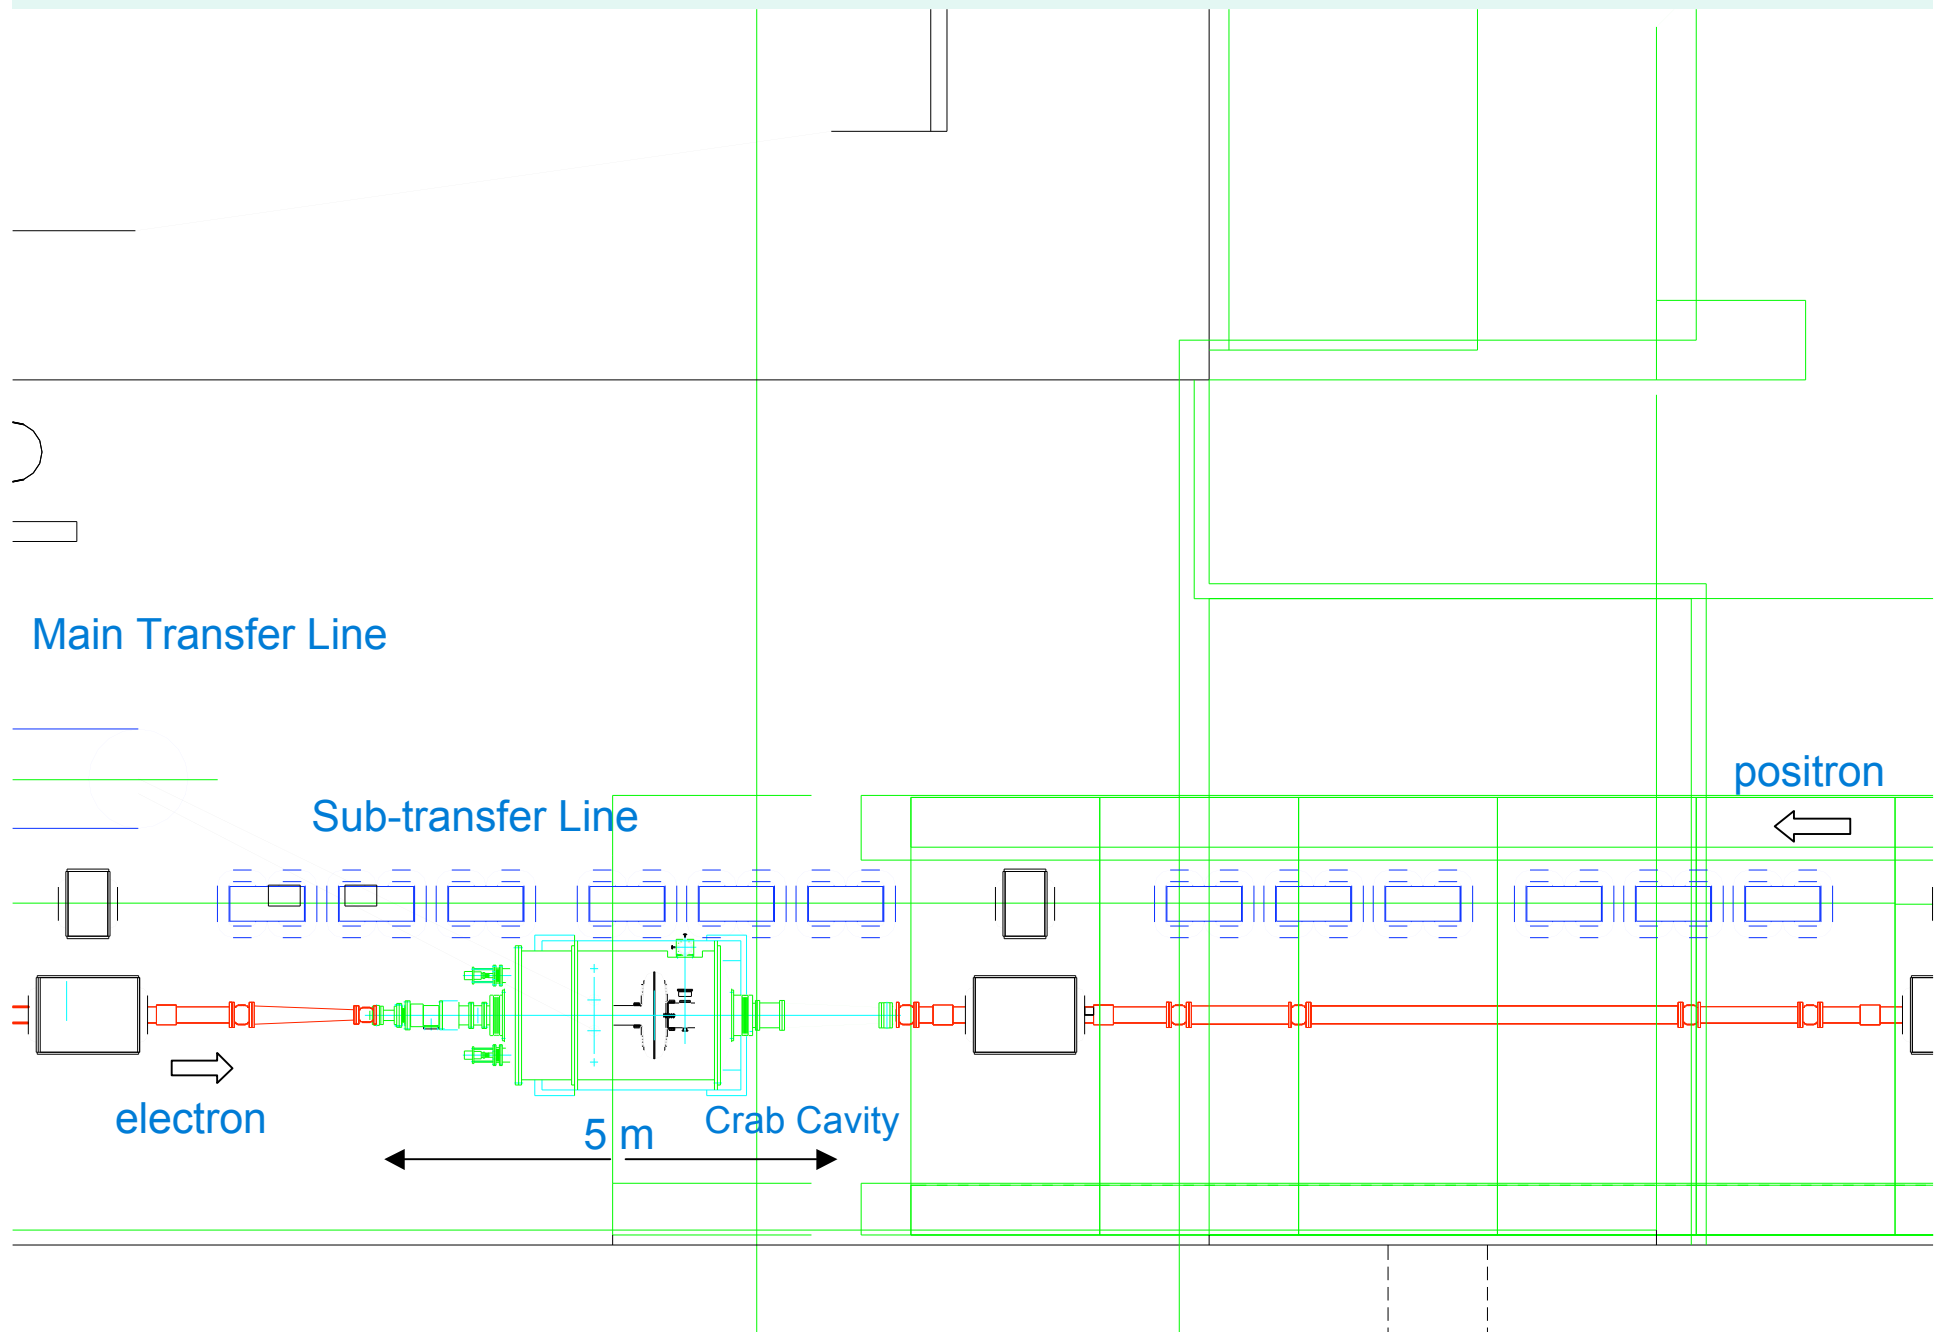 Main Transfer Line
positron
Sub-transfer Line
electron
5 m
Crab Cavity